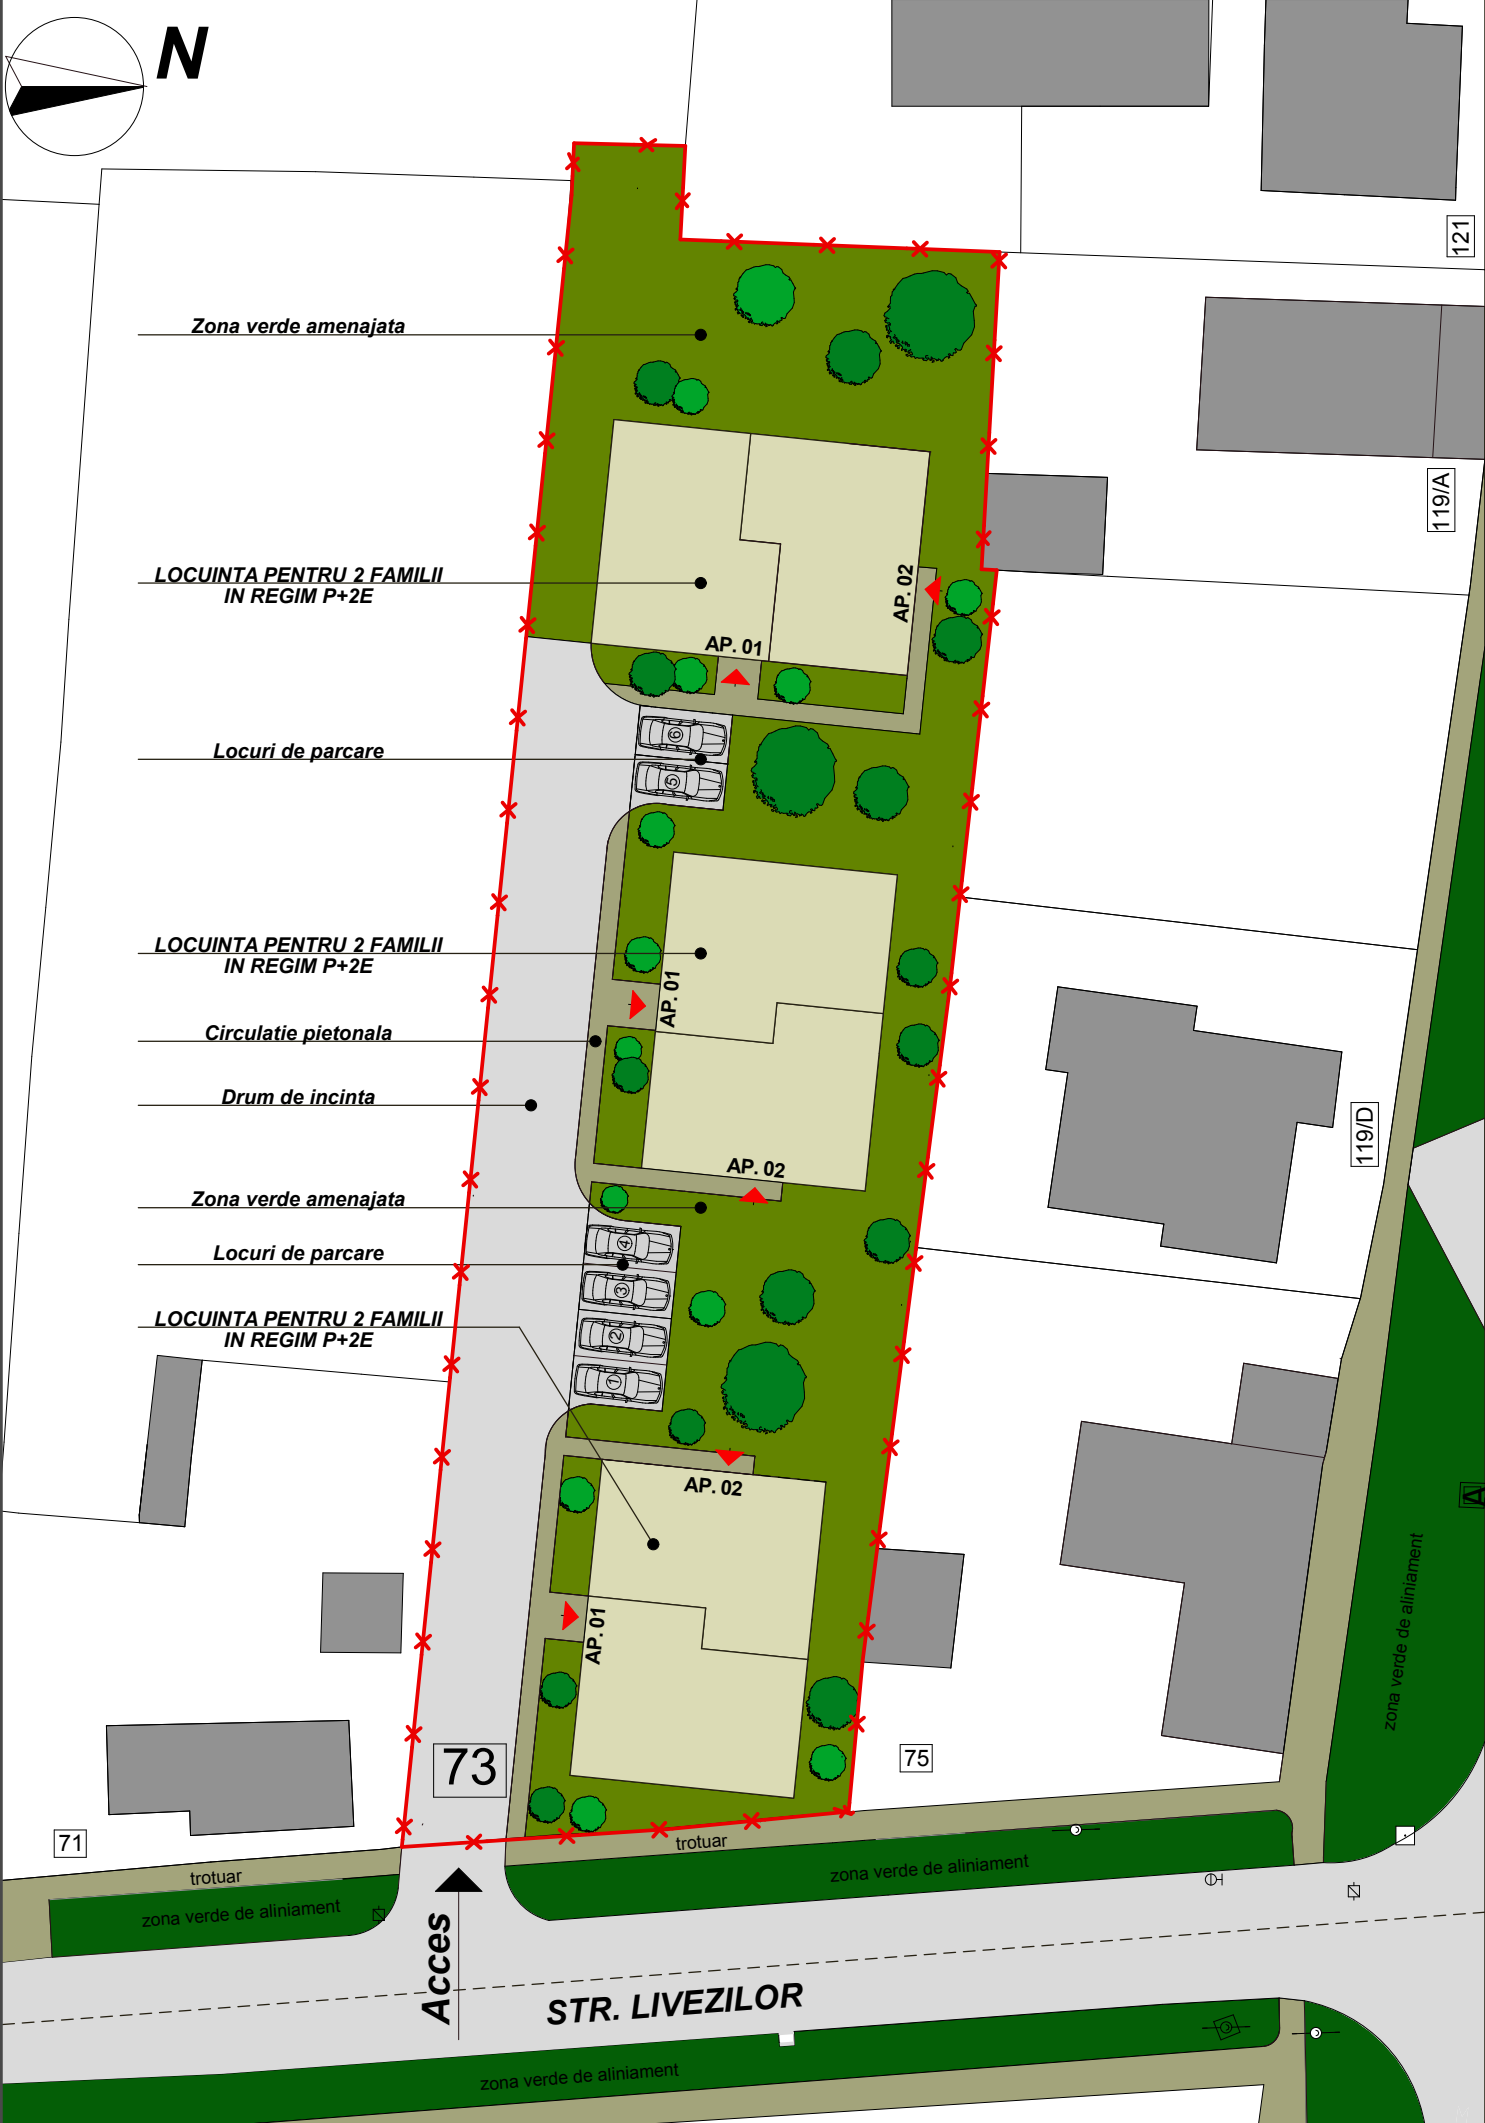 N
121
Zona verde amenajata
119/A
LOCUINTA PENTRU 2 FAMILII
IN REGIM P+2E
AP. 02
AP. 01
6
Locuri de parcare
5
LOCUINTA PENTRU 2 FAMILII
IN REGIM P+2E
AP. 01
Circulatie pietonala
Drum de incinta
119/D
AP. 02
Zona verde amenajata
4
Locuri de parcare
3
LOCUINTA PENTRU 2 FAMILII
IN REGIM P+2E
2
1
AP. 02
A
zona verde de aliniament
AP. 01
73
75
71
trotuar
trotuar
zona verde de aliniament
zona verde de aliniament
Acces
STR. LIVEZILOR
zona verde de aliniament